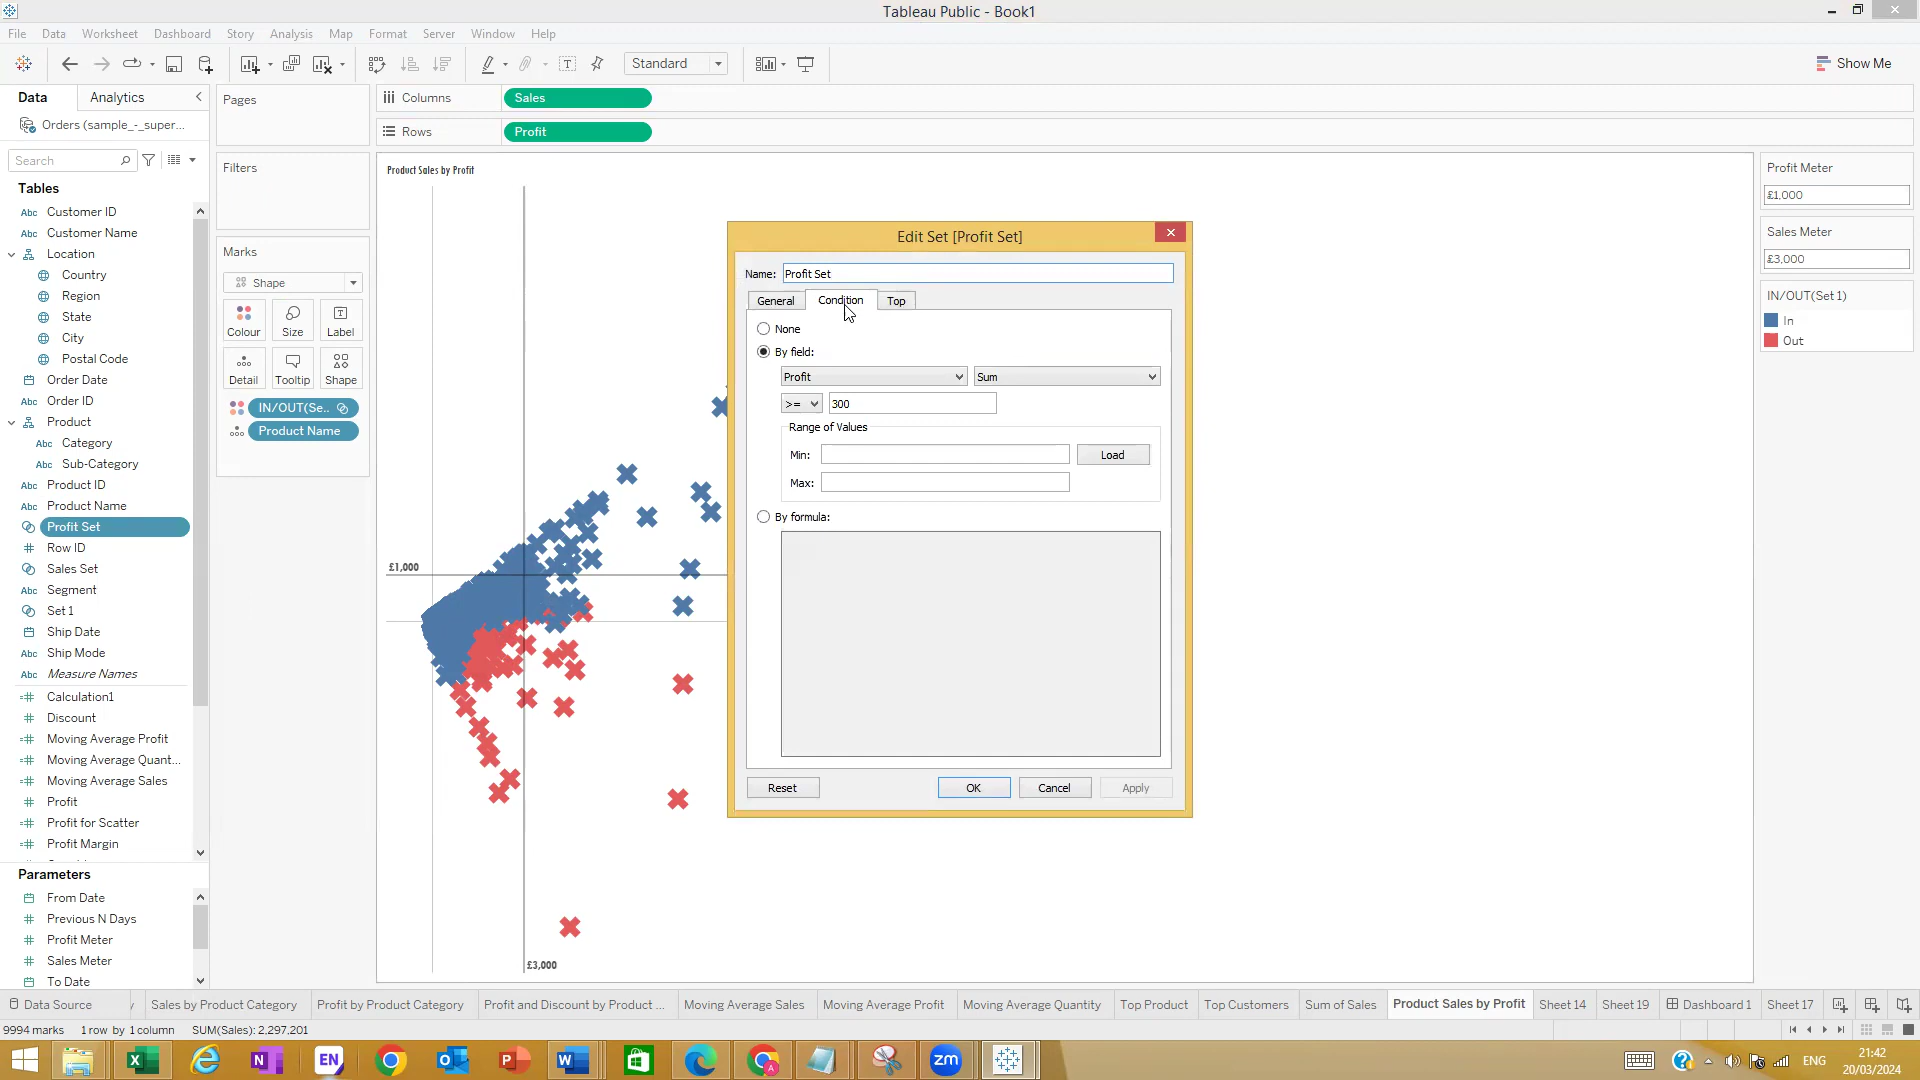 Tableau Public - Book1
File Data Worksheet Dashboard Story Analysis Map Format Server Window Help
Standard
Show Me
Data Analytics
Orders (sample_-_super...
Search
Tables
Abc Customer ID
Abc Customer Name
Location
Country
Region
State
City
Postal Code
Order Date
Abc Order ID
Product
Abc Category
Abc Sub-Category
Abc Product ID
Abc Product Name
Profit Set
# Row ID
Sales Set
Abc Segment
Set 1
Ship Date
Abc Ship Mode
Abc Measure Names
=# Calculation1
# Discount
=# Moving Average Profit
=# Moving Average Quant...
=# Moving Average Sales
# Profit
=# Profit for Scatter
=# Profit Margin
Parameters
From Date
# Previous N Days
# Profit Meter
# Sales Meter
To Date
Pages
Filters
Marks
Shape
Colour Size Label
Detail Tooltip Shape
IN/OUT(Se..
Product Name
Columns Sales
Rows Profit
Product Sales by Profit
£1,000
£3,000
Edit Set [Profit Set]
Name: Profit Set
General Condition Top
None
By field:
Profit Sum
>= 300
Range of Values
Min: Load
Max:
By formula:
Reset OK Cancel Apply
Profit Meter
£1,000
Sales Meter
£3,000
IN/OUT(Set 1)
In
Out
Data Source y Sales by Product Category Profit by Product Category Profit and Discount by Product ... Moving Average Sales Moving Average Profit Moving Average Quantity Top Product Top Customers Sum of Sales Product Sales by Profit Sheet 14 Sheet 19 Dashboard 1 Sheet 17
9994 marks 1 row by 1 column SUM(Sales): 2,297,201
ENG
21:42
20/03/2024